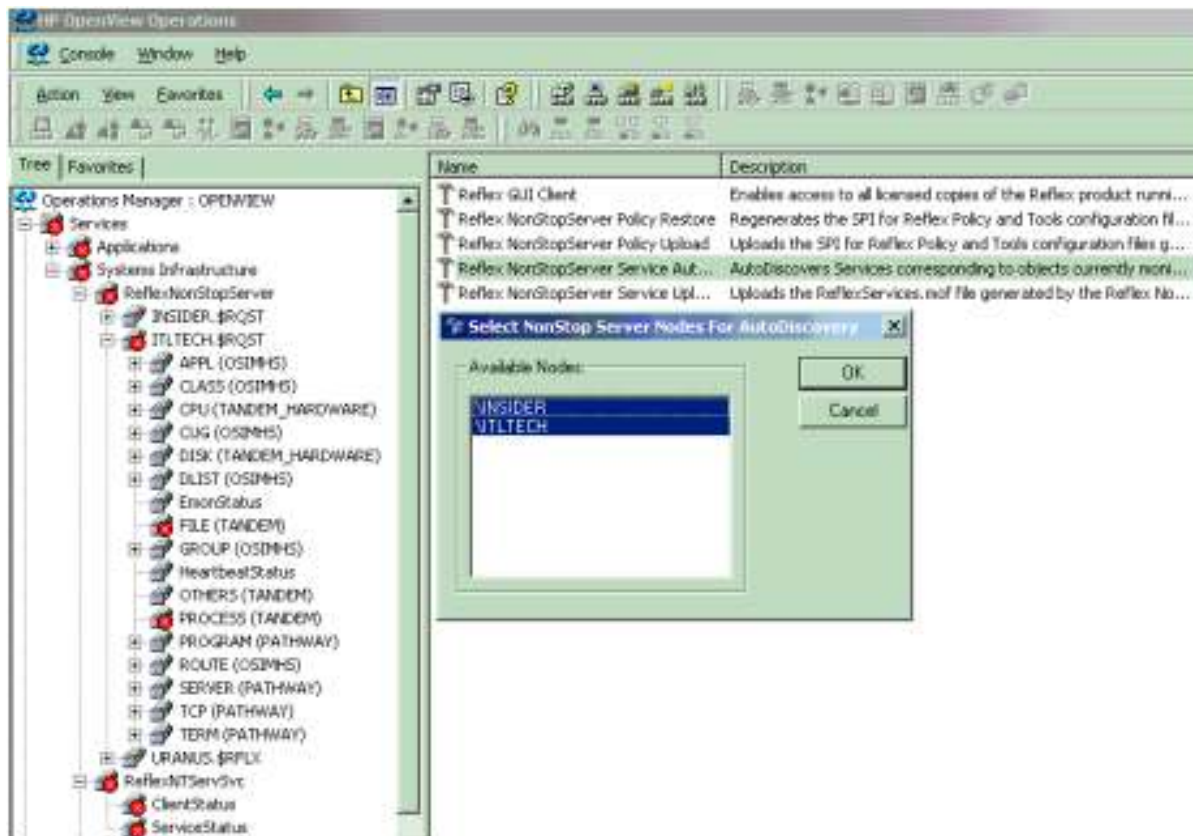 HP OpenView Operations
Console Window Help
Action View Favorites
Tree Favorites
Name Description
Operations Manager : OPENVIEW
Services
Applications
Systems Infrastructure
ReflexNonStopServer
INSIDER.$RQST
ITLTECH.$RQST
APPL (OSIMHS)
CLASS (OSIMHS)
CPU (TANDEM_HARDWARE)
CUG (OSIMHS)
DISK (TANDEM_HARDWARE)
DLIST (OSIMHS)
EmonStatus
FILE (TANDEM)
GROUP (OSIMHS)
HeartbeatStatus
OTHERS (TANDEM)
PROCESS (TANDEM)
PROGRAM (PATHWAY)
ROUTE (OSIMHS)
SERVER (PATHWAY)
TCP (PATHWAY)
TERM (PATHWAY)
URANUS.$RFLX
ReflexNTServSvc
ClientStatus
ServiceStatus
Reflex GUI Client Enables access to all licensed copies of the Reflex product runni...
Reflex NonStopServer Policy Restore Regenerates the SPI for Reflex Policy and Tools configuration fil...
Reflex NonStopServer Policy Upload Uploads the SPI for Reflex Policy and Tools configuration files g...
Reflex NonStopServer Service Aut... AutoDiscovers Services corresponding to objects currently moni...
Reflex NonStopServer Service Upl... Uploads the ReflexServices.mof file generated by the Reflex No...
Select NonStop Server Nodes For AutoDiscovery
Available Nodes:
\INSIDER
\ITLTECH
OK
Cancel